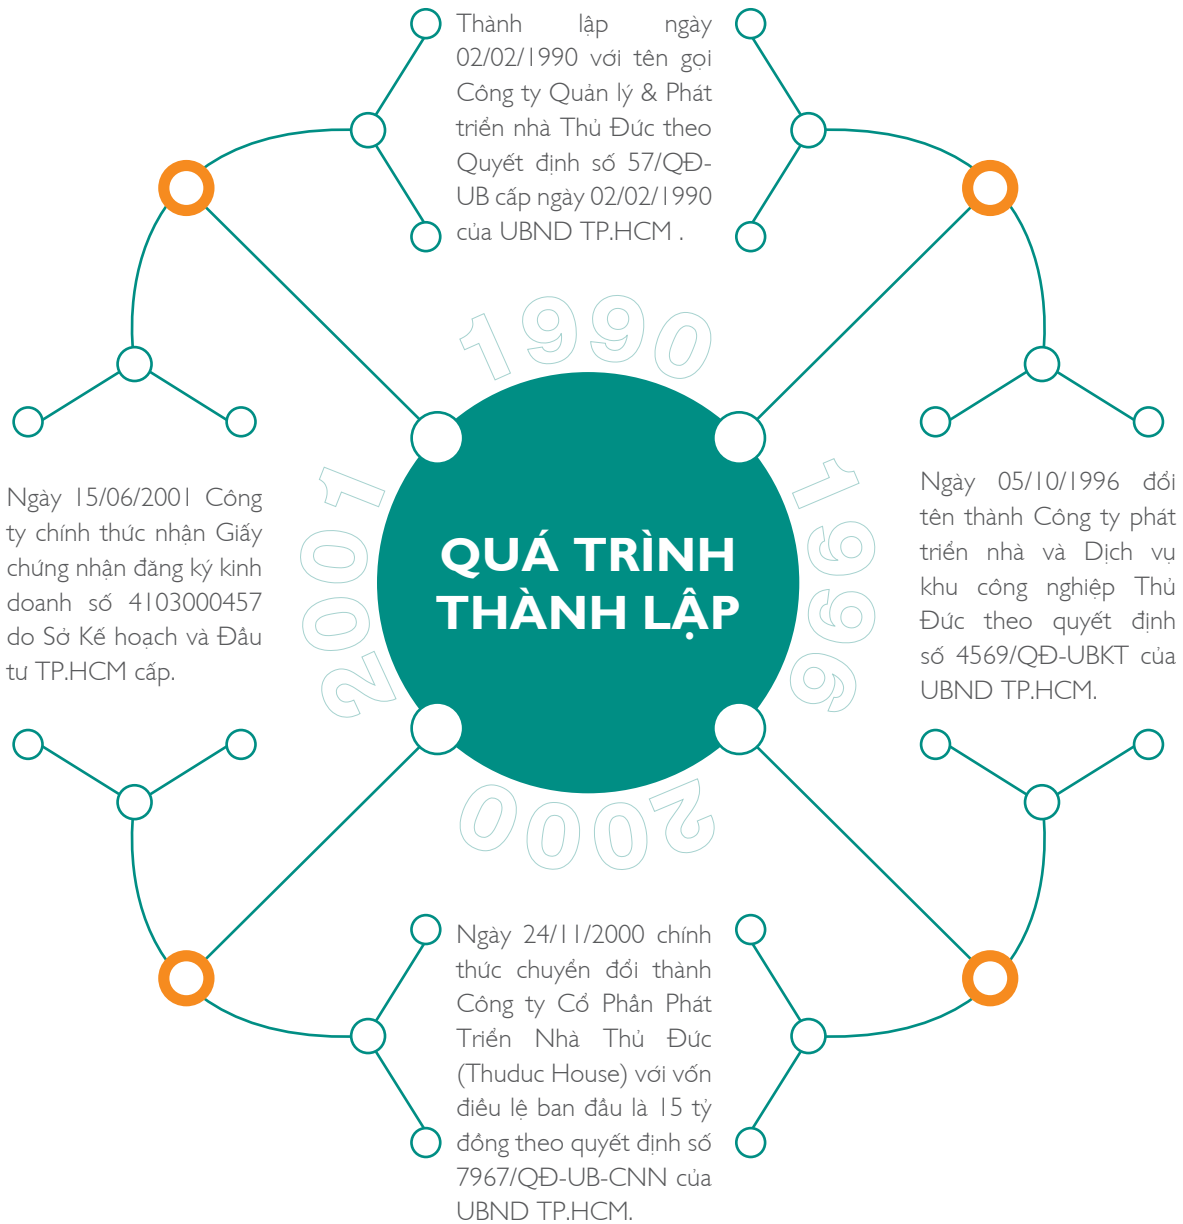 Thành lập ngày
02/02/1990 với tên gọi
Công ty Quản lý & Phát
triển nhà Thủ Đức theo
Quyết định số 57/QĐ-
UB cấp ngày 02/02/1990
của UBND TP.HCM .
1990
QUÁ TRÌNH
THÀNH LẬP
1996
Ngày 05/10/1996 đổi
tên thành Công ty phát
triển nhà và Dịch vụ
khu công nghiệp Thủ
Đức theo quyết định
số 4569/QĐ-UBKT của
UBND TP.HCM.
2000
Ngày 24/11/2000 chính
thức chuyển đổi thành
Công ty Cổ Phần Phát
Triển Nhà Thủ Đức
(Thuduc House) với vốn
điều lệ ban đầu là 15 tỷ
đồng theo quyết định số
7967/QĐ-UB-CNN của
UBND TP.HCM.
2001
Ngày 15/06/2001 Công
ty chính thức nhận Giấy
chứng nhận đăng ký kinh
doanh số 4103000457
do Sở Kế hoạch và Đầu
tư TP.HCM cấp.